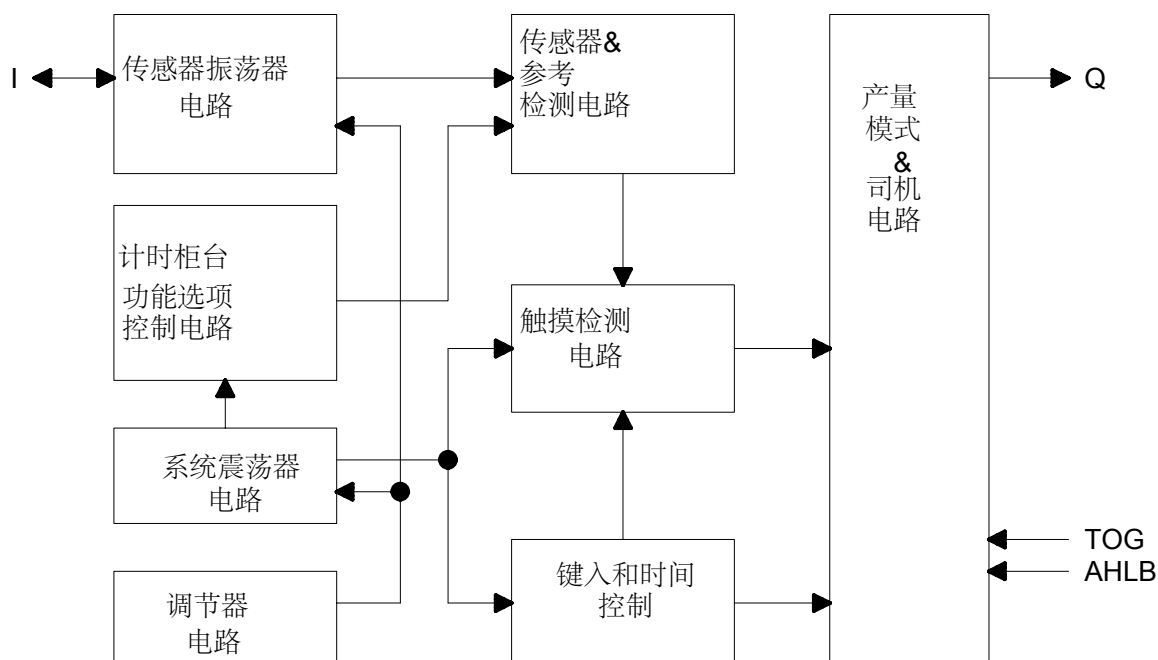 I
传感器振荡器
电路
传感器&
参考
检测电路
产量
模式
&
司机
电路
Q
计时柜台
功能选项
控制电路
触摸检测
电路
系统震荡器
电路
键入和时间
控制
TOG
AHLB
调节器
电路